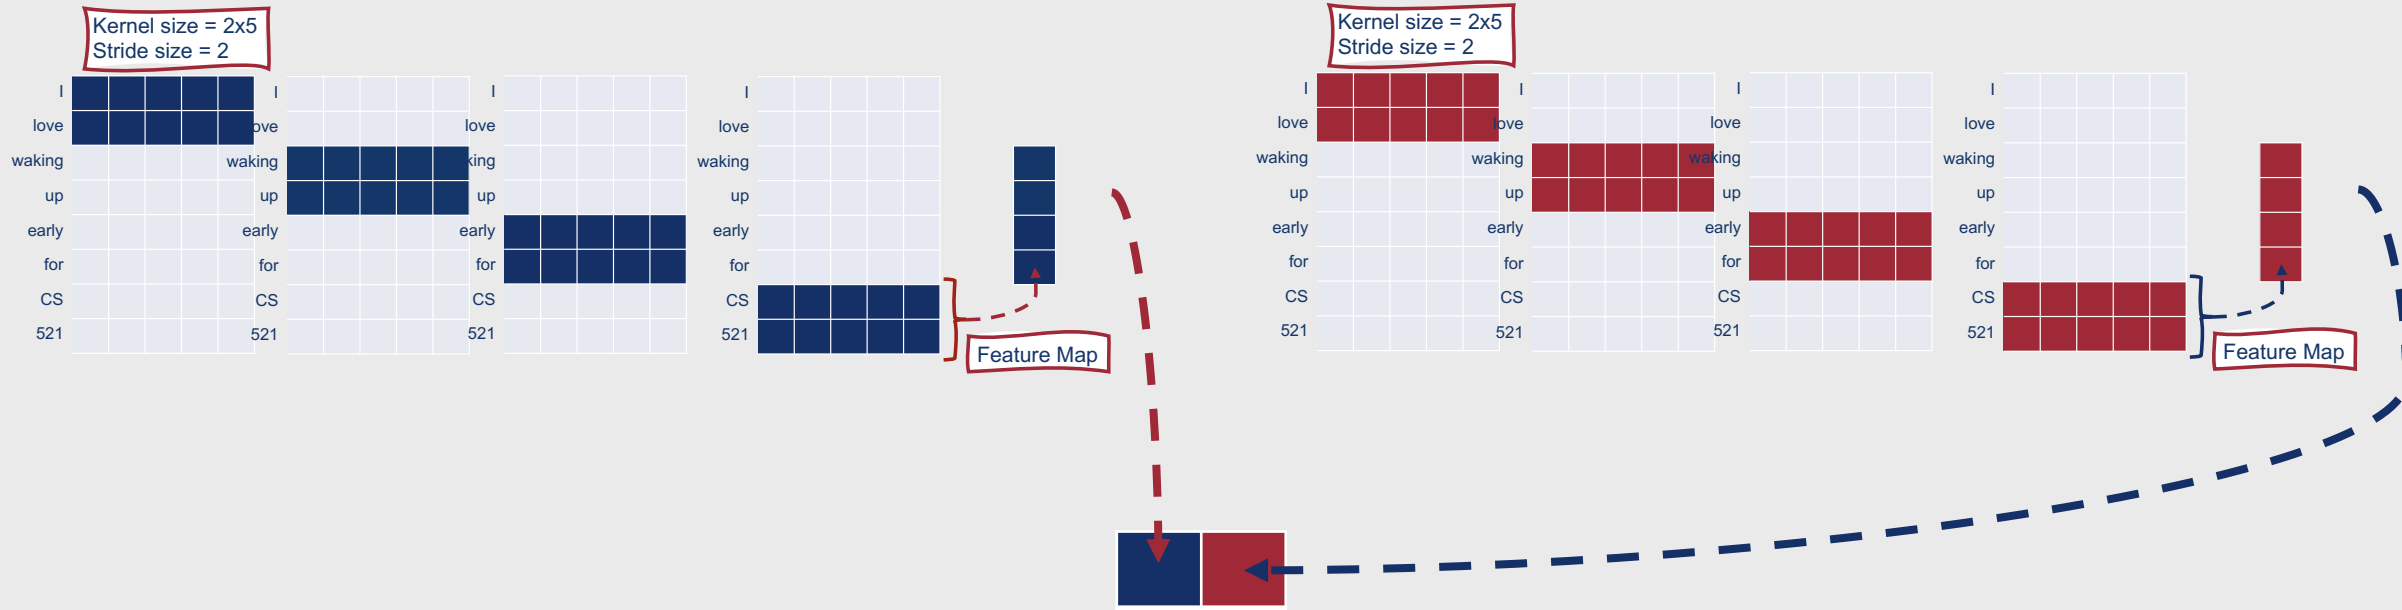 Kernel size = 2x5
Stride size = 2
I
love
waking
up
early
for
CS
521
I
ove
waking
up
early
for
CS
521
I
love
king
up
early
for
CS
521
I
love
waking
up
early
for
CS
521
Feature Map
Kernel size = 2x5
Stride size = 2
I
love
waking
up
early
for
CS
521
I
love
waking
up
early
for
CS
521
I
love
waking
up
early
for
CS
521
I
love
waking
up
early
for
CS
521
Feature Map